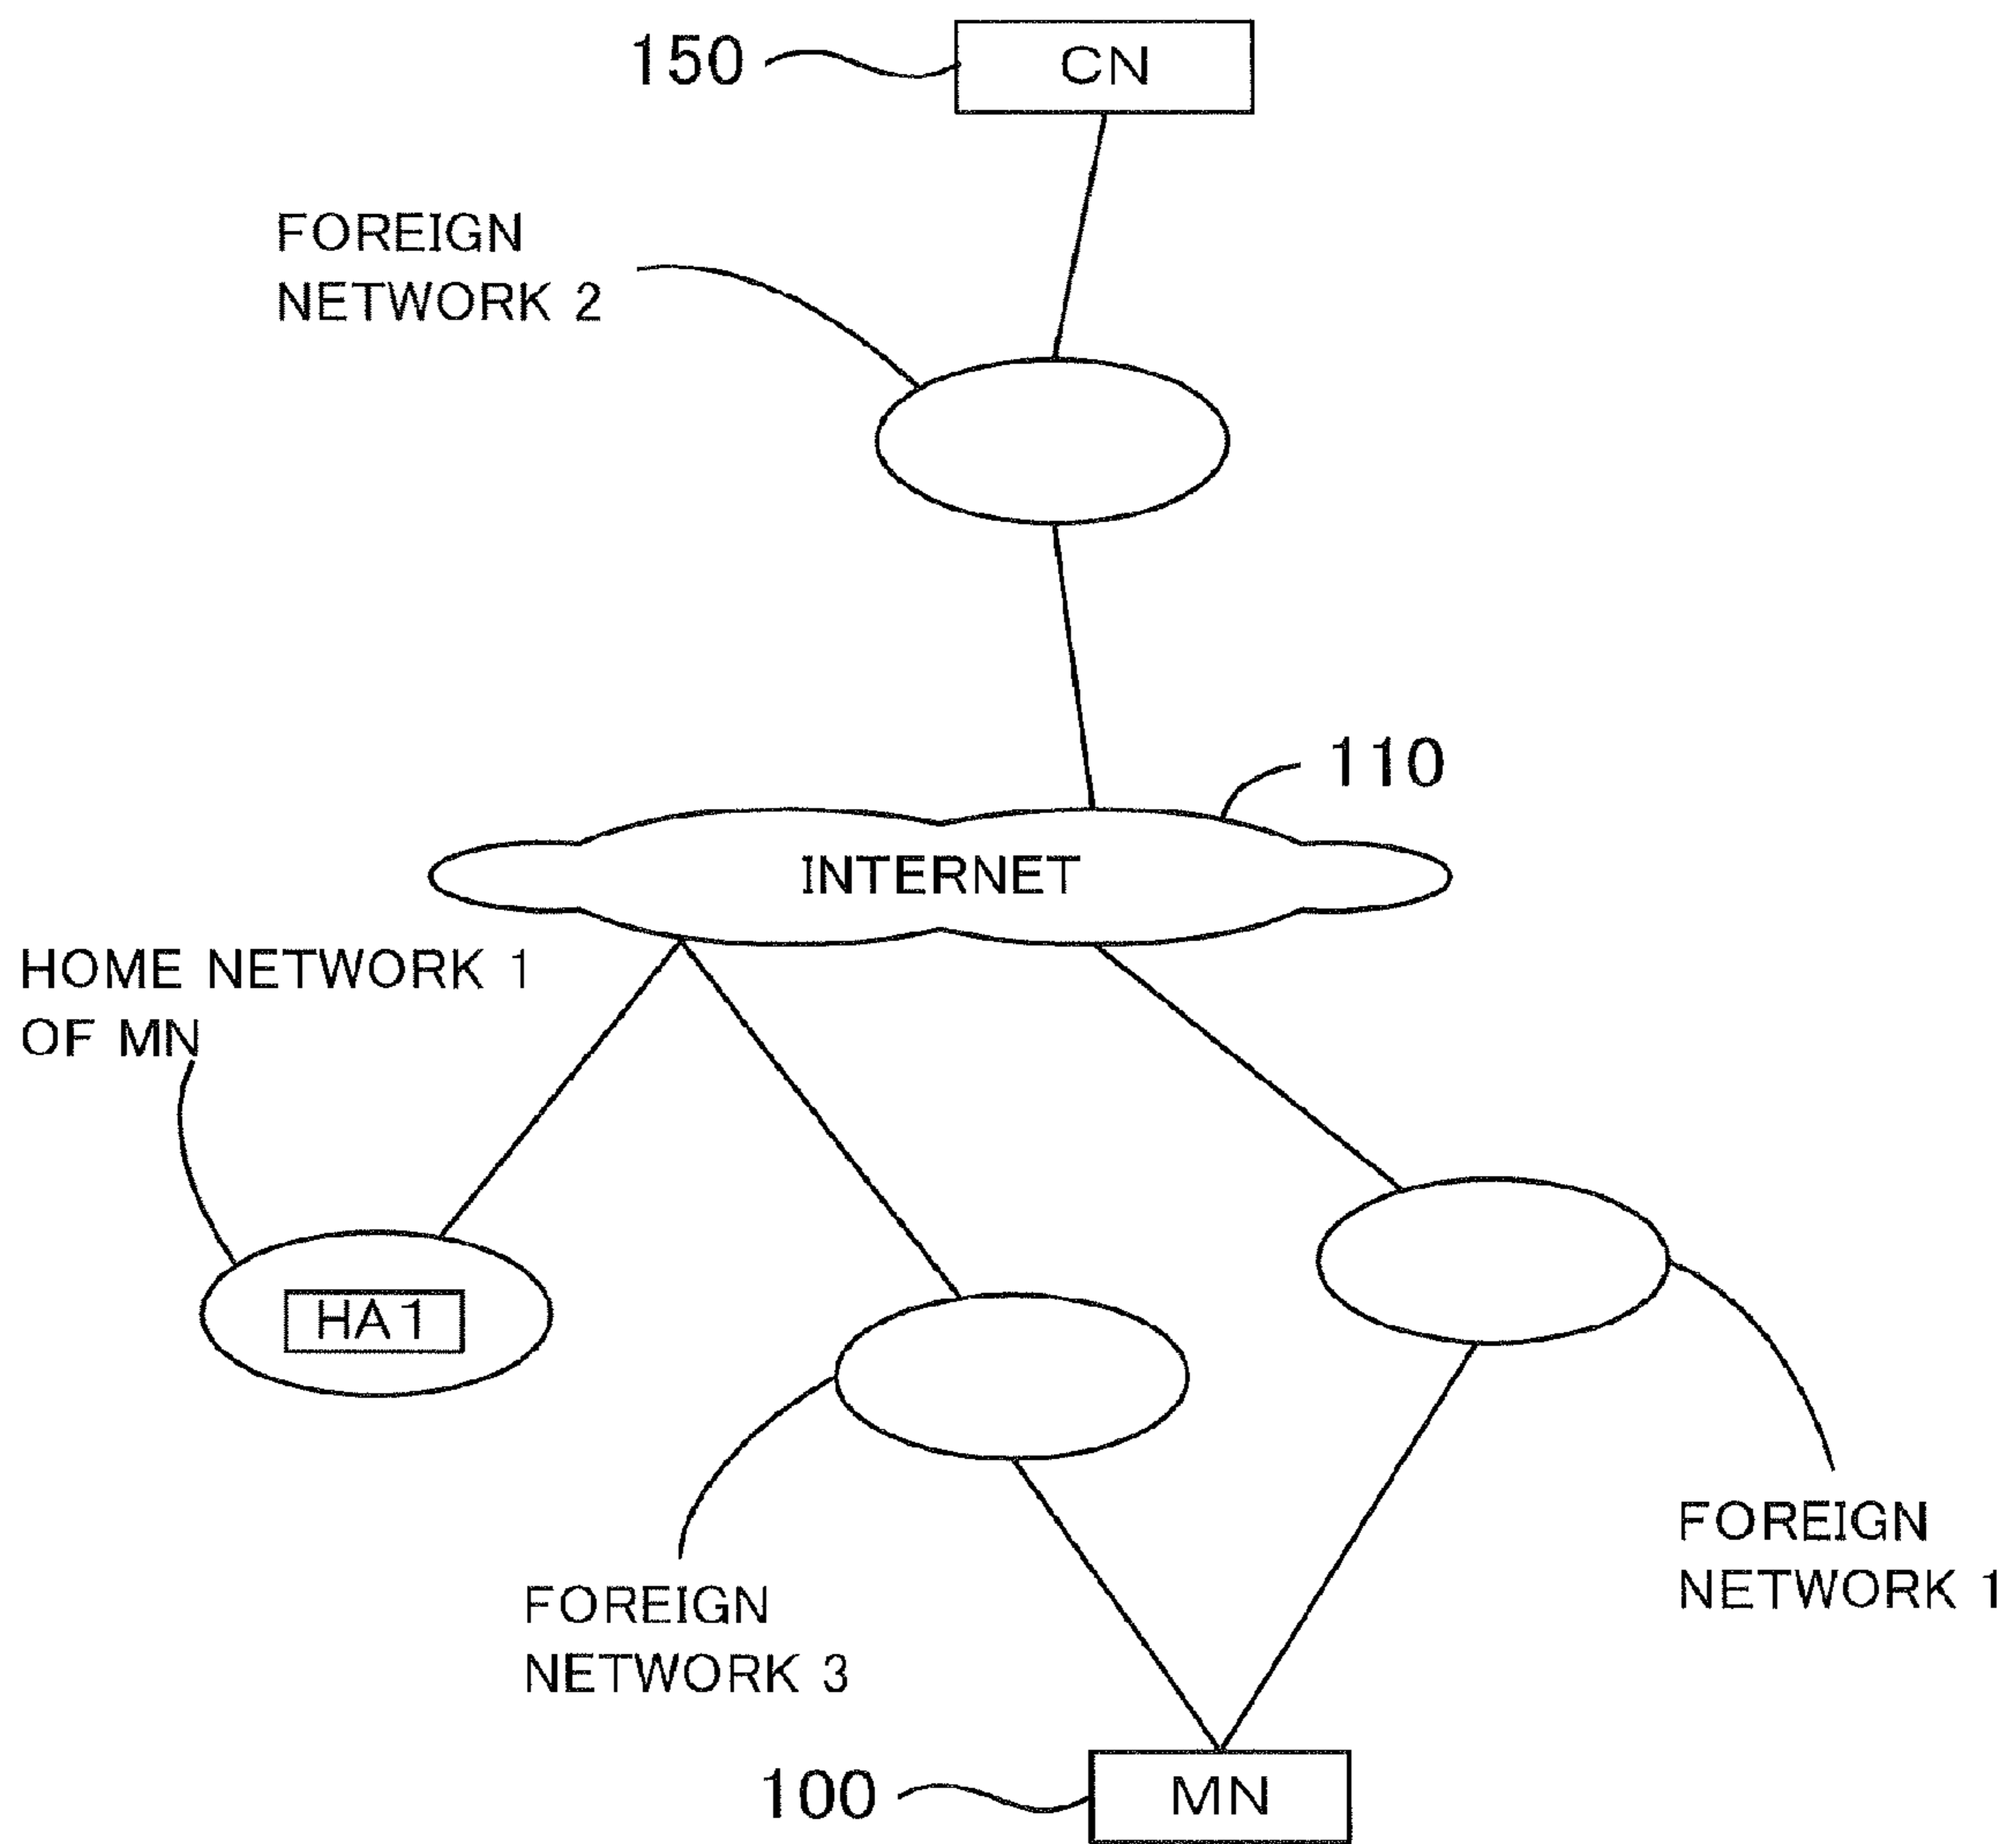 150
CN
FOREIGN
NETWORK 2
110
INTERNET
HOME NETWORK 1
OF MN
HA1
FOREIGN
NETWORK 1
FOREIGN
NETWORK 3
100
MN